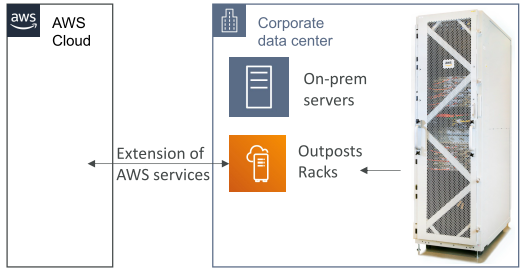 aws
AWS
Cloud
Corporate
data center
On-prem
servers
Extension of
AWS services
Outposts
Racks
aws